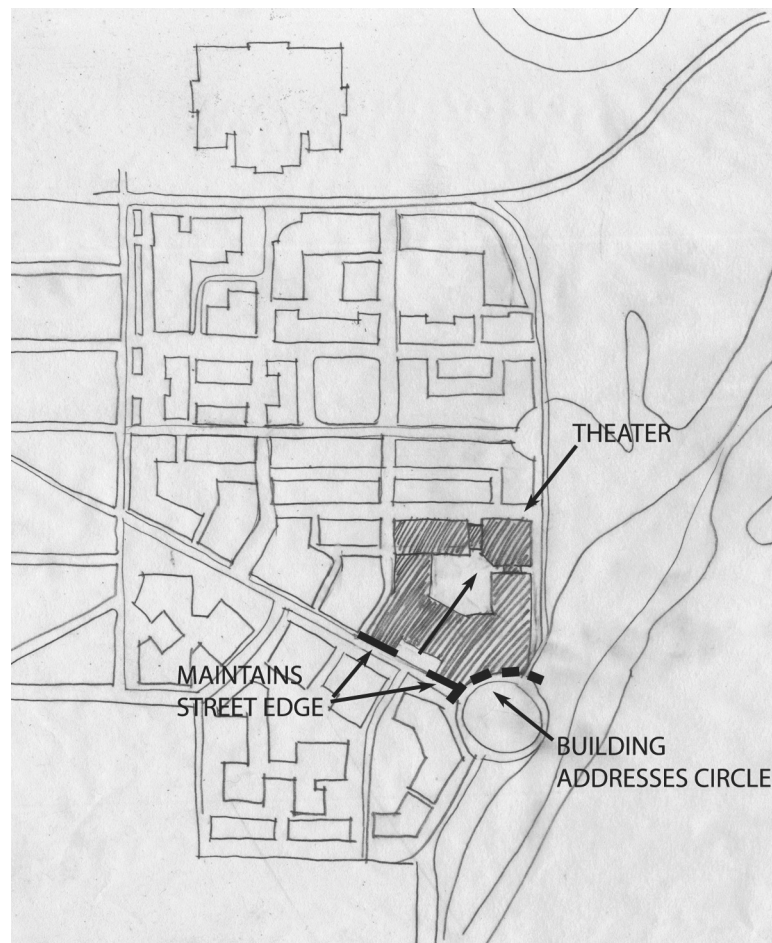 THEATER
MAINTAINS
STREET EDGE
BUILDING
ADDRESSES CIRCLE